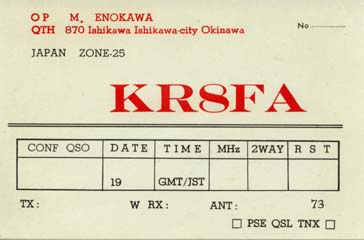 OP M. ENOKAWA
QTH 870 Ishikawa Ishikawa-city Okinawa
No
JAPAN ZONE-25
KR8FA
CONF QSO DATE TIME MHz 2WAY R S T
19 GMT/JST
TX: W RX: ANT: 73
PSE QSL TNX